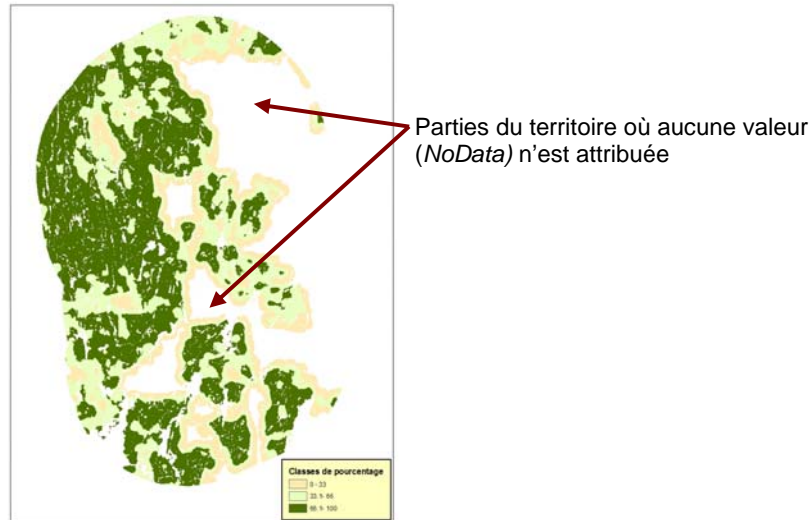 Parties du territoire où aucune valeur
(NoData) n'est attribuée
Classes de pourcentage
0 - 33
33.1- 66
66.1- 100